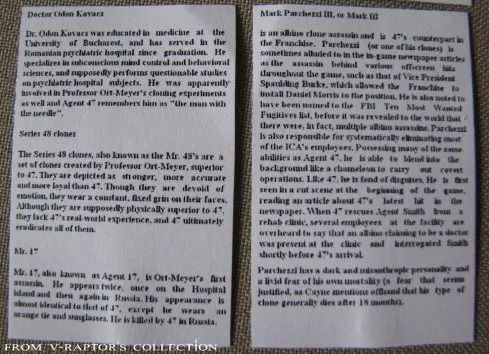 Doctor Odon Kovacs
Dr. Odon Kovacs was educated in medicine at the
University of Bucharest, and has served in the
Romanian psychiatric hospital since graduation. He
specializes in subconscious mind control and behavioral
sciences, and supposedly performs questionable studies
on psychiatric hospital subjects. He was apparently
involved in Professor Ort-Meyer's cloning experiments
as well and Agent 47 remembers him as "the man with
the needle".
Series 48 clones
The Series 48 clones, also known as the Mr. 48's are a
set of clones created by Professor Ort-Meyer, superior
to 47. They are depicted as stronger, more accurate
and more loyal than 47. Though they are devoid of
emotion, they wear a constant, fixed grin on their faces.
Although they are supposedly physically superior to 47,
they lack 47's real-world experience, and 47 ultimately
eradicates all of them.
Mr. 17
Mr. 17, also known as Agent 17, is Ort-Meyer's first
assassin. He appears twice, once on the Hospital
Island and then again in Russia. His appearance is
almost identical to that of 47, except he wears an
orange tie and sunglasses. He is killed by 47 in Russia.
Mark Parchezzi III, or Mark III
is an albino clone assassin and is 47's counterpart in
the Franchise. Parchezzi (or one of his clones) is
sometimes alluded to in the in-game newspaper articles
as the assassin behind various offscreen hits
throughout the game, such as that of Vice President
Spaulding Burke, which allowed the Franchise to
install Daniel Morris to the position. He is also noted to
have been named to the FBI Ten Most Wanted
Fugitives list, before it was revealed to the world that
there were, in fact, multiple albino assassins. Parchezzi
is also responsible for systematically eliminating most
of the ICA's employees. Possessing many of the same
abilities as Agent 47, he is able to blend into the
background like a chameleon to carry out covert
operations. Like 47, he is fond of disguises. He is first
seen in a cut scene at the beginning of the game,
reading an article about 47's latest hit in the
newspaper. When 47 rescues Agent Smith from a
rehab clinic, several employees at the facility are
overheard to say that an albino claiming to be a doctor
was present at the clinic and interrogated Smith
shortly before 47's arrival.
Parchezzi has a dark and misanthropic personality and
a livid fear of his own mortality (a fear that seems
justified, as Cayne mentions offhand that his type of
clone generally dies after 18 months).
FROM V-RAPTOR'S COLLECTION